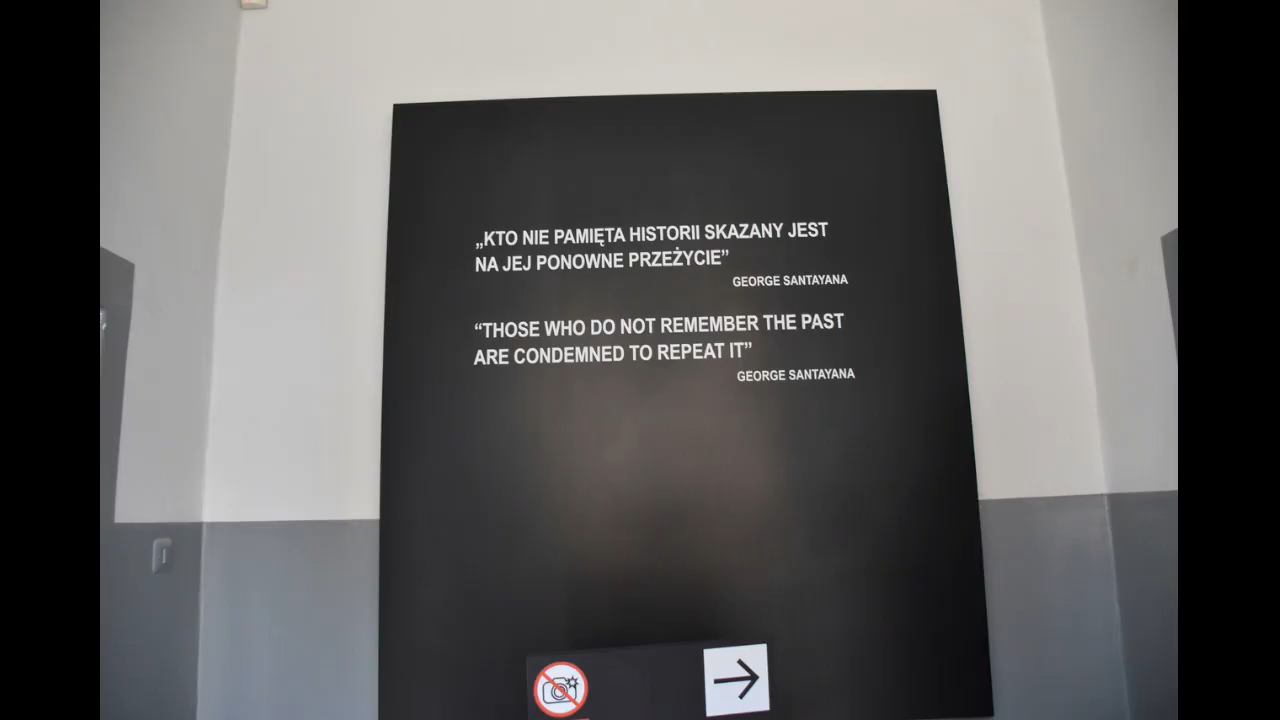 „KTO NIE PAMIĘTA HISTORII SKAZANY JEST
NA JEJ PONOWNE PRZEŻYCIE”
GEORGE SANTAYANA
“THOSE WHO DO NOT REMEMBER THE PAST
ARE CONDEMNED TO REPEAT IT”
GEORGE SANTAYANA